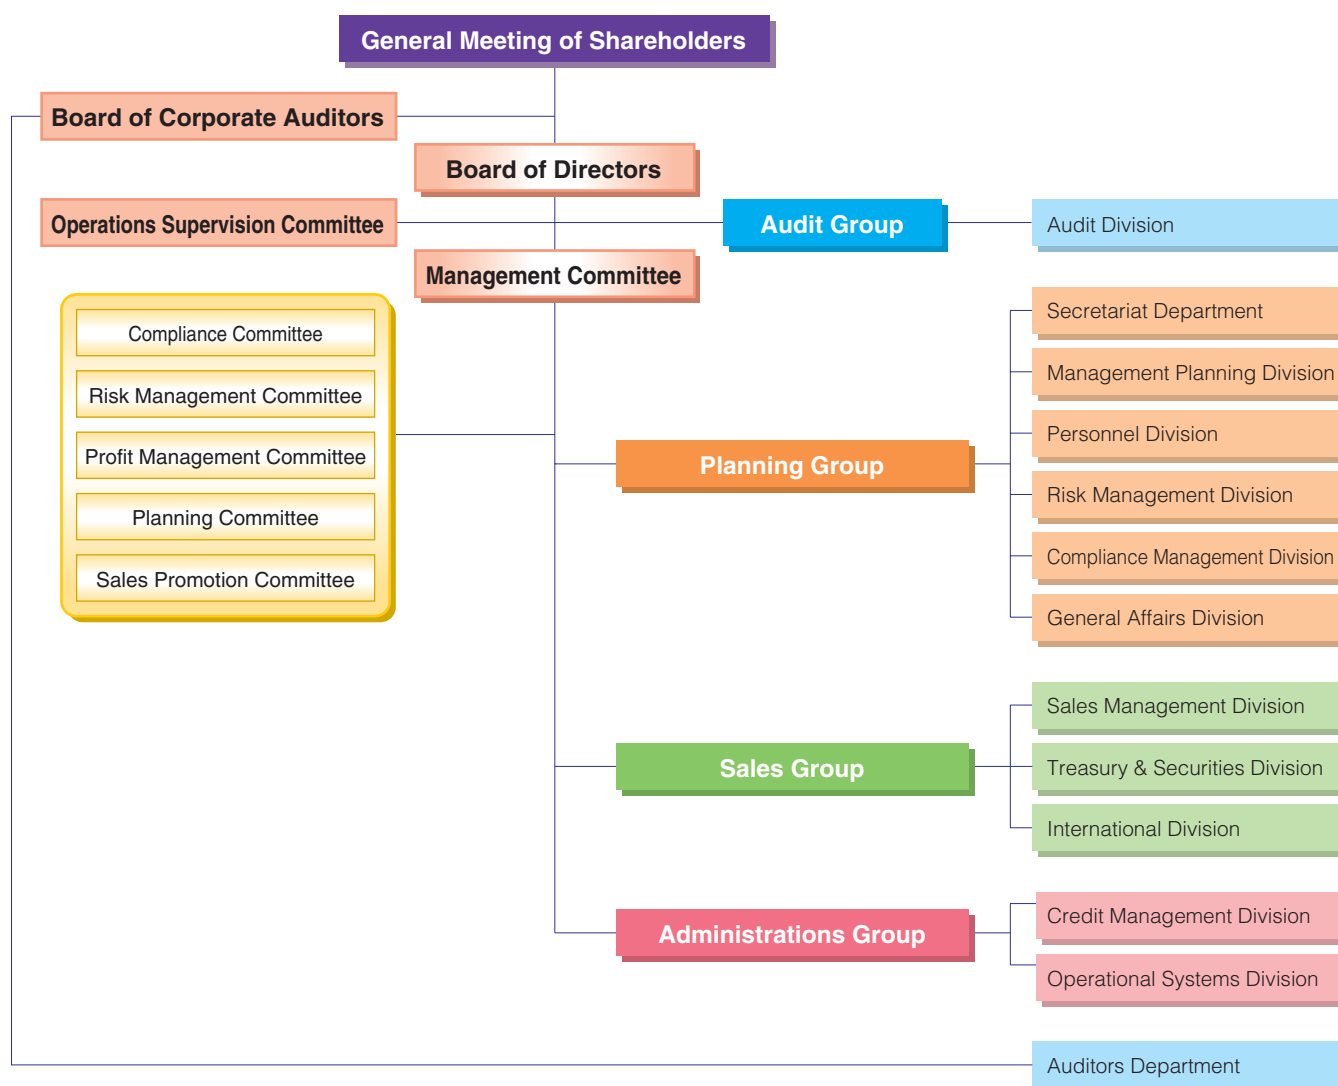 General Meeting of Shareholders
Board of Corporate Auditors
Board of Directors
Operations Supervision Committee
Audit Group
Audit Division
Management Committee
Compliance Committee
Risk Management Committee
Profit Management Committee
Planning Committee
Sales Promotion Committee
Planning Group
Secretariat Department
Management Planning Division
Personnel Division
Risk Management Division
Compliance Management Division
General Affairs Division
Sales Group
Sales Management Division
Treasury & Securities Division
International Division
Administrations Group
Credit Management Division
Operational Systems Division
Auditors Department